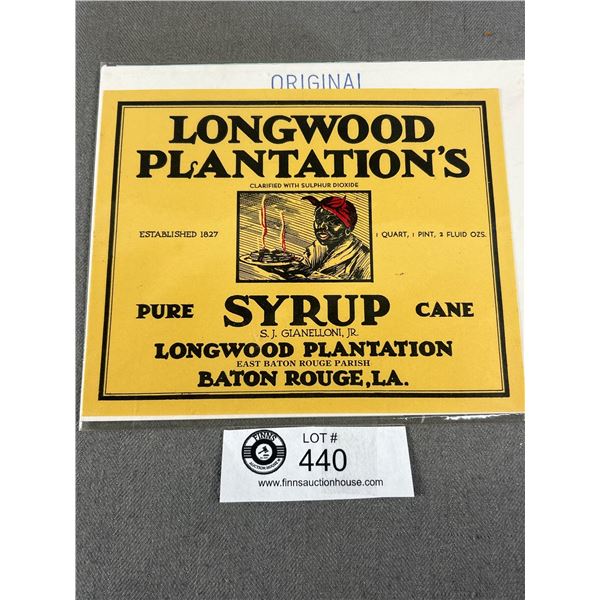 ORIGINAL
LONGWOOD
PLANTATION'S
CLARIFIED WITH SULPHUR DIOXIDE
ESTABLISHED 1827
1 QUART, 1 PINT, 2 FLUID OZS.
PURE SYRUP CANE
S. J. GIANELLONI, JR.
LONGWOOD PLANTATION
EAST BATON ROUGE PARISH
BATON ROUGE, LA.
FINNS
AUCTION HOUSE
LOT #
440
www.finnsauctionhouse.com